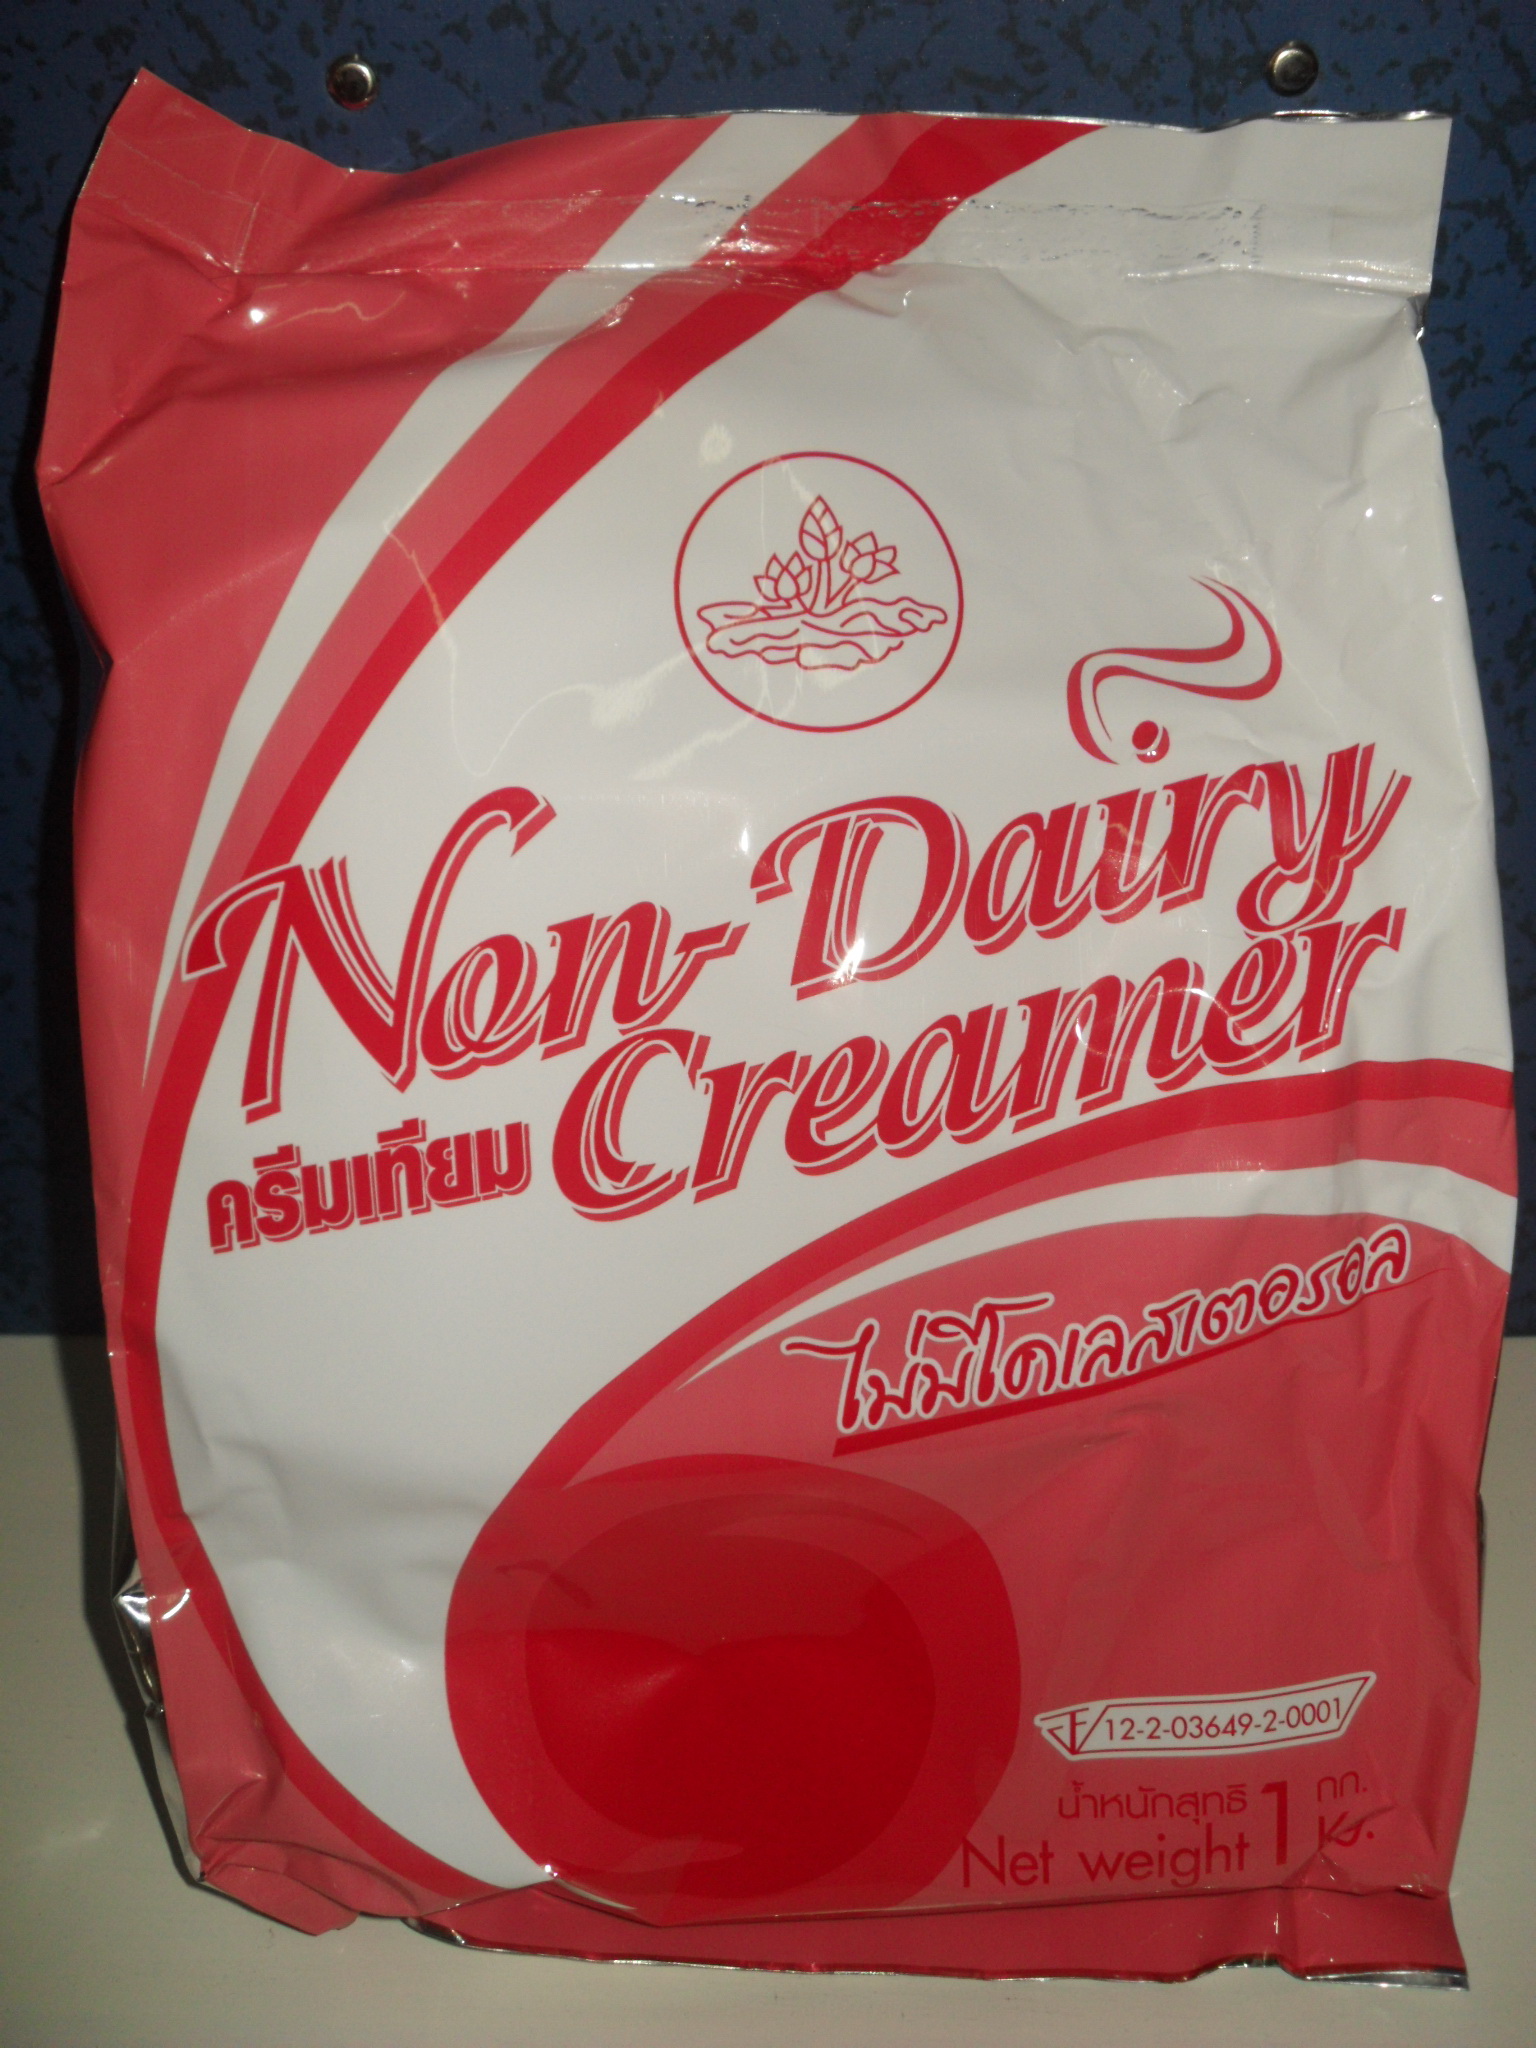 Non-Dairy
Creamer
ครีมเทียม
ไม่มีโคเลสเตอรอล
12-2-03649-2-0001
น้ำหนักสุทธิ 1 กก.
Net weight 1 kg.